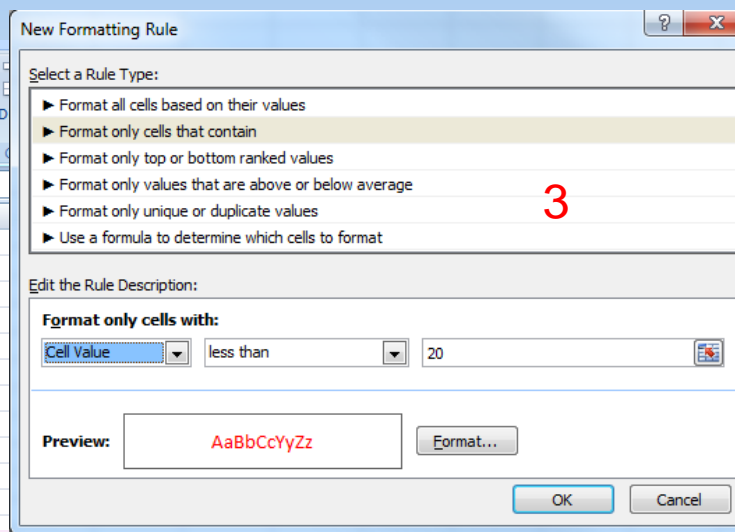 New Formatting Rule
Select a Rule Type:
► Format all cells based on their values
► Format only cells that contain
► Format only top or bottom ranked values
► Format only values that are above or below average
► Format only unique or duplicate values
► Use a formula to determine which cells to format
3
Edit the Rule Description:
Format only cells with:
Cell Value less than 20
Preview: AaBbCcYyZz Format...
OK Cancel